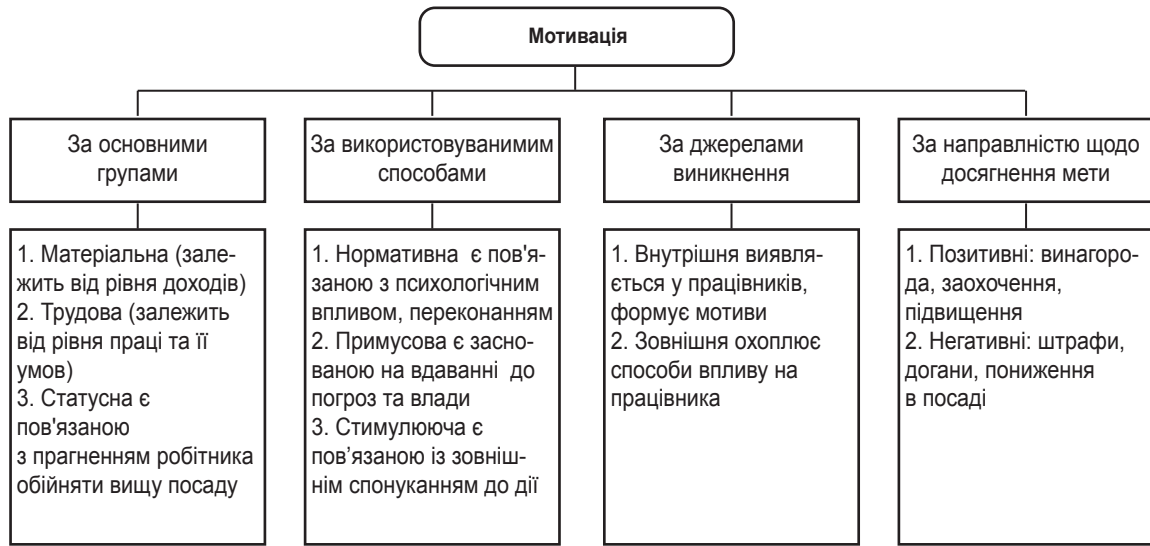 Мотивація
За основними
групами
За використовуванимим
способами
За джерелами
виникнення
За направлністю щодо
досягнення мети
1. Матеріальна (зале-
жить від рівня доходів)
2. Трудова (залежить
від рівня праці та її
умов)
3. Статусна є
пов'язаною
з прагненням робітника
обійняти вищу посаду
1. Нормативна є пов'я-
заною з психологічним
впливом, переконанням
2. Примусова є засно-
ваною на вдаванні до
погроз та влади
3. Стимулююча є
пов’язаною із зовніш-
нім спонуканням до дії
1. Внутрішня виявля-
ється у працівників,
формує мотиви
2. Зовнішня охоплює
способи впливу на
працівника
1. Позитивні: винагоро-
да, заохочення,
підвищення
2. Негативні: штрафи,
догани, пониження
в посаді